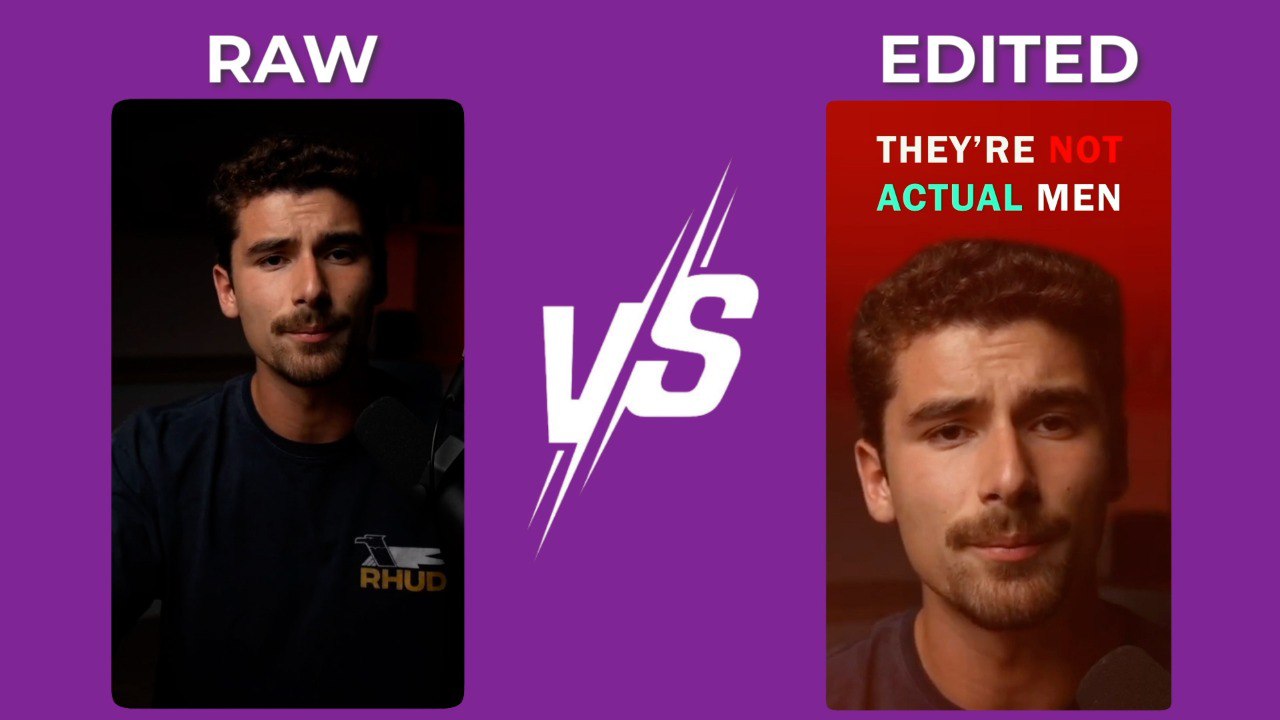 RAW
EDITED
VS
THEY'RE NOT
ACTUAL MEN
RHUD